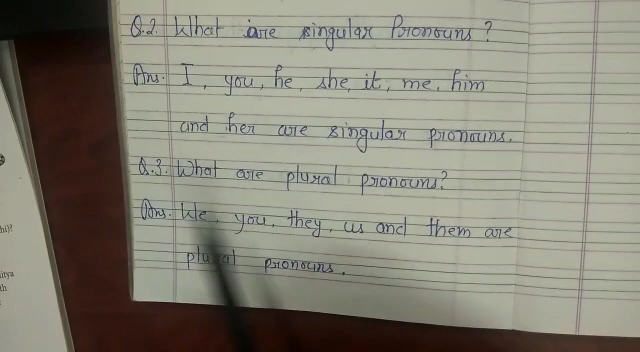 Q.2. What are singular Pronouns?
Ans. I, you, he, she, it, me, him
and her are singular pronouns.
Q.3. What are plural pronouns?
Ans. We, you, they, us and them are
plural pronouns.